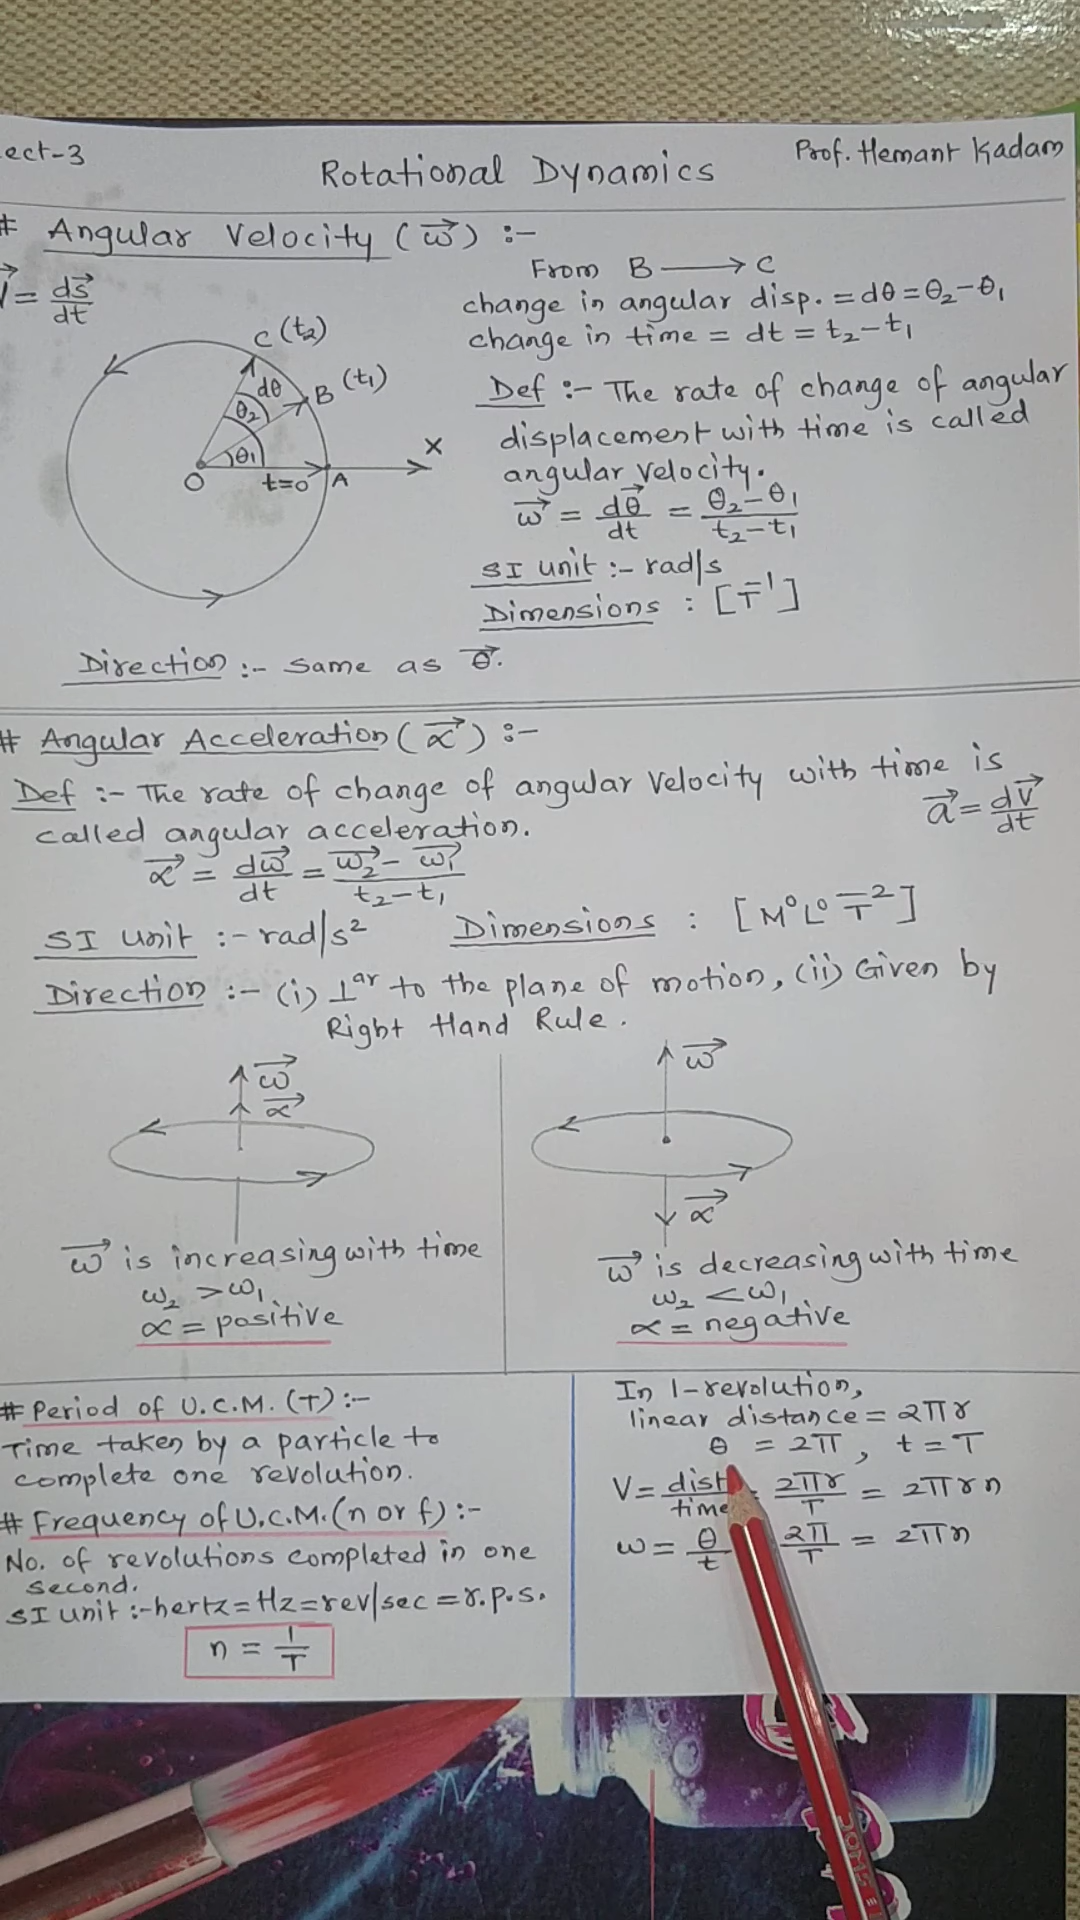 ect-3
Rotational Dynamics
Prof. Hemant Kadam
# Angular Velocity (ω⃗) :-
V⃗ = ds⃗/dt
C (t₂)
dθ
B (t₁)
θ₂
θ₁
X
O
t=0
A
From B ⟶ C
change in angular disp. = dθ = θ₂-θ₁
change in time = dt = t₂-t₁
Def :- The rate of change of angular
displacement with time is called
angular velocity.
ω⃗ = dθ⃗/dt = θ₂-θ₁/t₂-t₁
SI Unit :- rad/s
Dimensions : [T⁻¹]
Direction :- same as θ⃗.
# Angular Acceleration (α⃗) :-
Def :- The rate of change of angular velocity with time is
called angular acceleration.
a⃗ = dV⃗/dt
α⃗ = dω⃗/dt = ω⃗₂-ω⃗₁/t₂-t₁
SI Unit :- rad/s² Dimensions : [M⁰L⁰T⁻²]
Direction :- (i) ⊥ᵃʳ to the plane of motion, (ii) Given by
Right Hand Rule.
ω⃗
α⃗
ω⃗ is increasing with time
ω₂ > ω₁
α = positive
ω⃗
α⃗
ω⃗ is decreasing with time
ω₂ < ω₁
α = negative
# Period of U.C.M. (T) :-
Time taken by a particle to
complete one revolution.
# Frequency of U.C.M. (n or f) :-
No. of revolutions completed in one
second.
SI Unit :- hertz = Hz = rev/sec = r.p.s.
n = 1/T
In 1-revolution,
linear distance = 2πr
θ = 2π, t = T
V = dist/time = 2πr/T = 2πrn
ω = θ/t 2π/T = 2πn